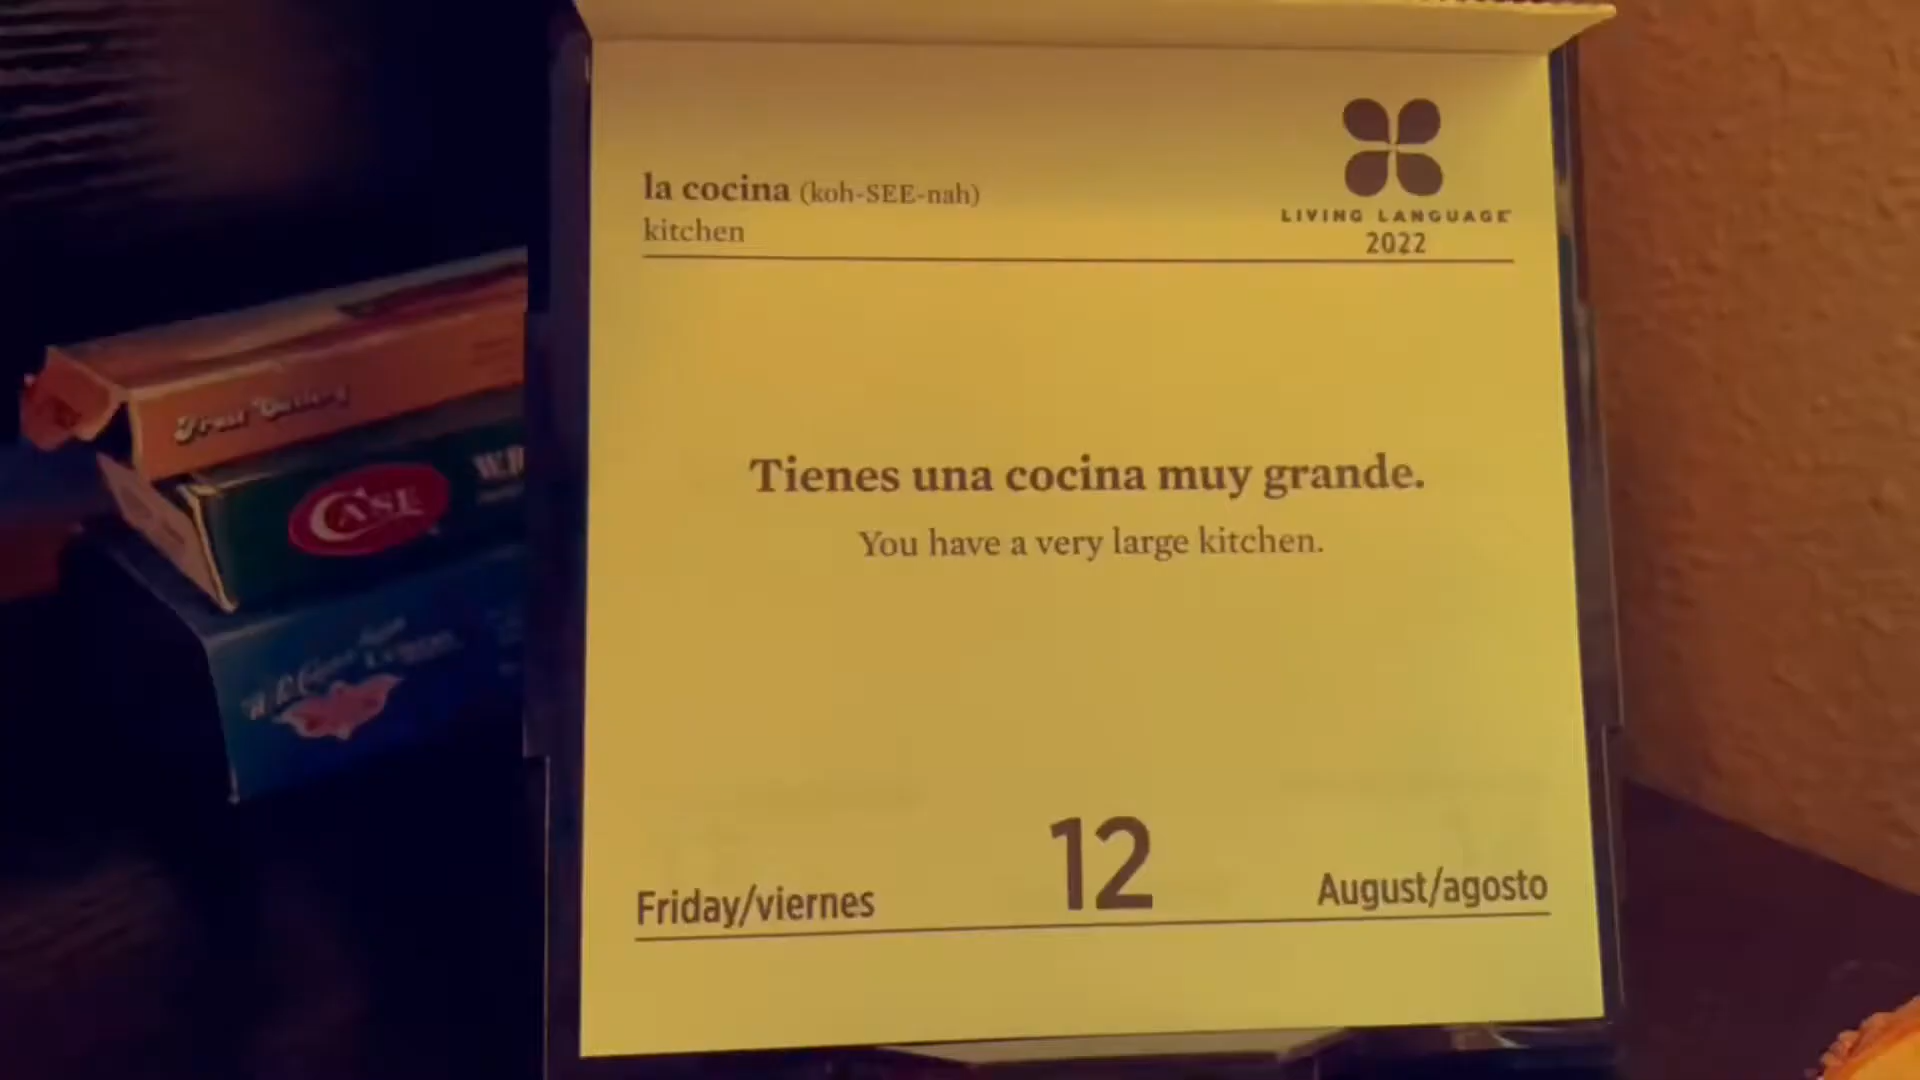 la cocina (koh-SEE-nah)
kitchen
LIVING LANGUAGE
2022
Tienes una cocina muy grande.
You have a very large kitchen.
Friday/viernes
12
August/agosto
CASE